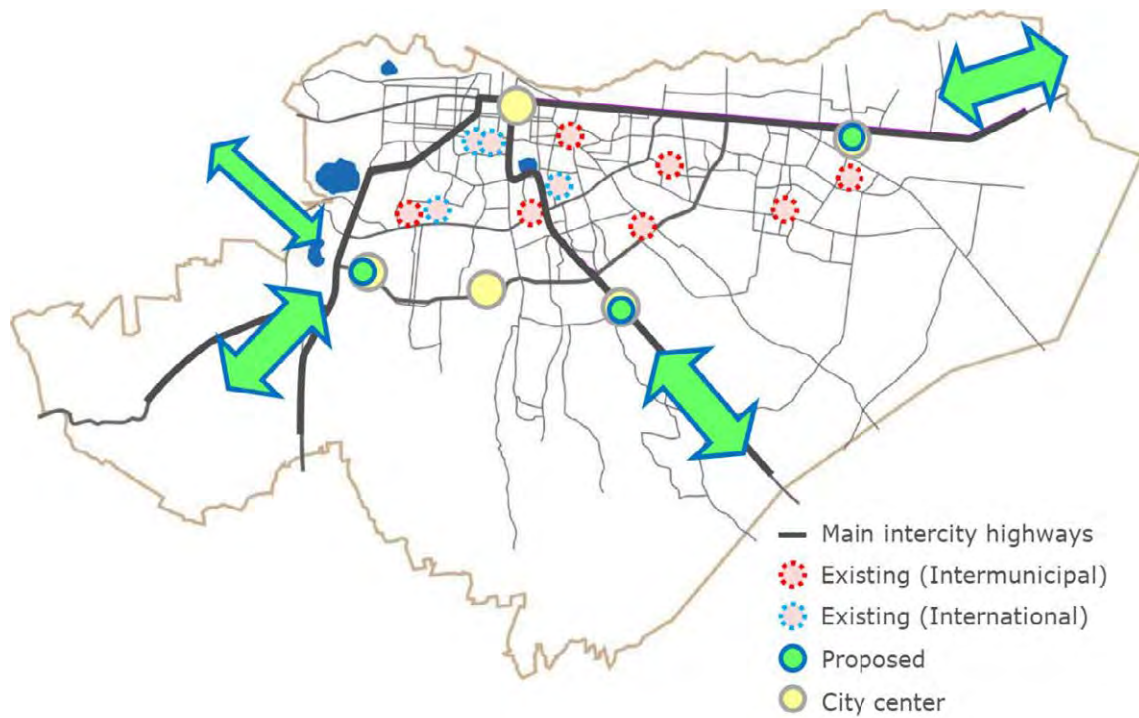 Main intercity highways
Existing (Intermunicipal)
Existing (International)
Proposed
City center